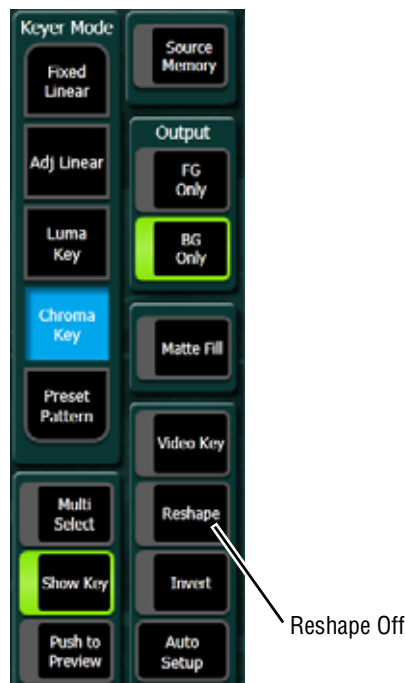 Keyer Mode
Fixed
Linear
Adj Linear
Luma
Key
Chroma
Key
Preset
Pattern
Multi
Select
Show Key
Push to
Preview
Source
Memory
Output
FG
Only
BG
Only
Matte Fill
Video Key
Reshape
Invert
Auto
Setup
Reshape Off